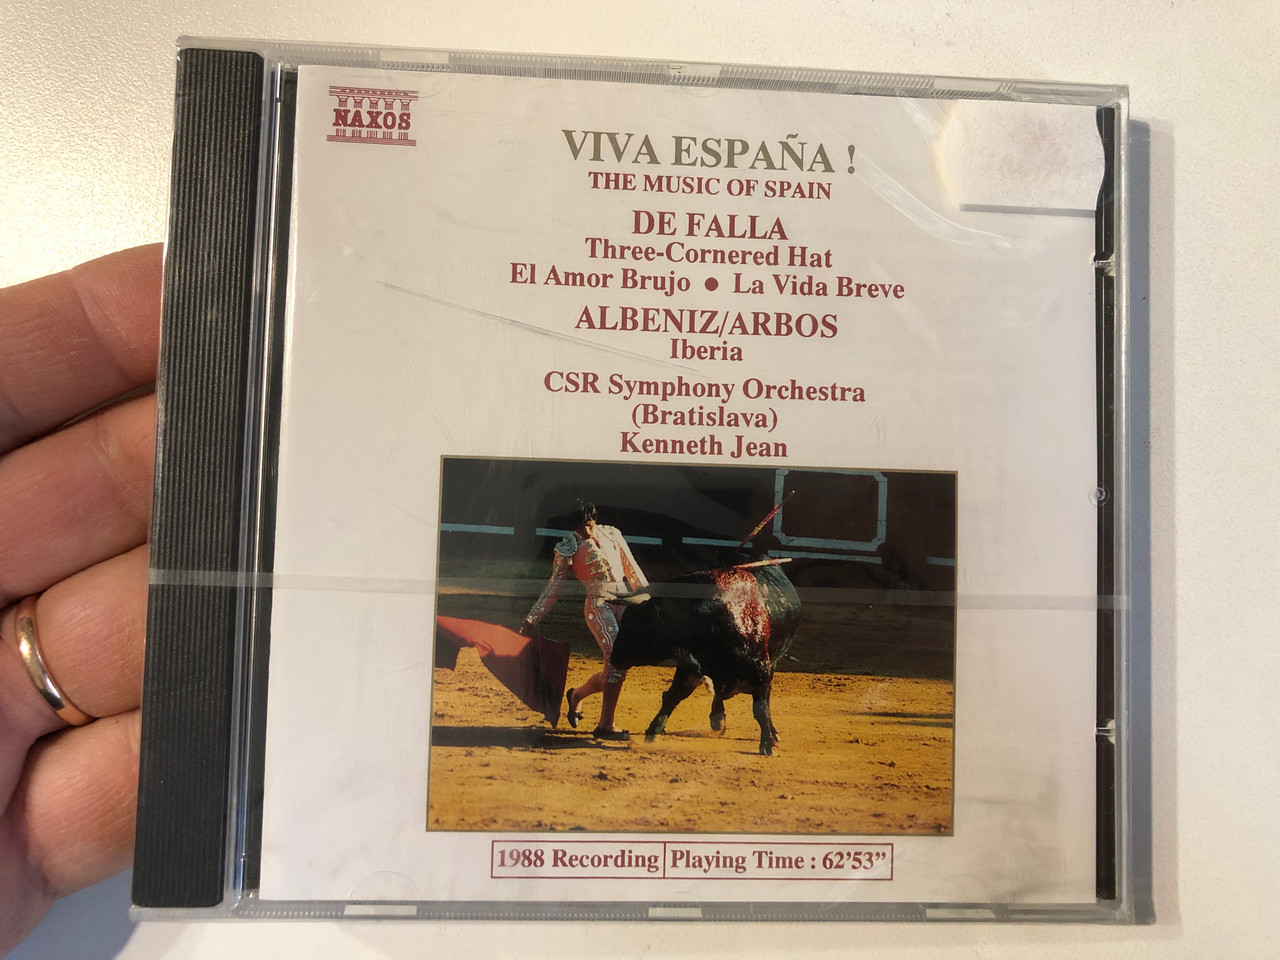 NAXOS
VIVA ESPAÑA !
THE MUSIC OF SPAIN
DE FALLA
Three-Cornered Hat
El Amor Brujo ● La Vida Breve
ALBENIZ/ARBOS
Iberia
CSR Symphony Orchestra
(Bratislava)
Kenneth Jean
1988 Recording Playing Time : 62'53”